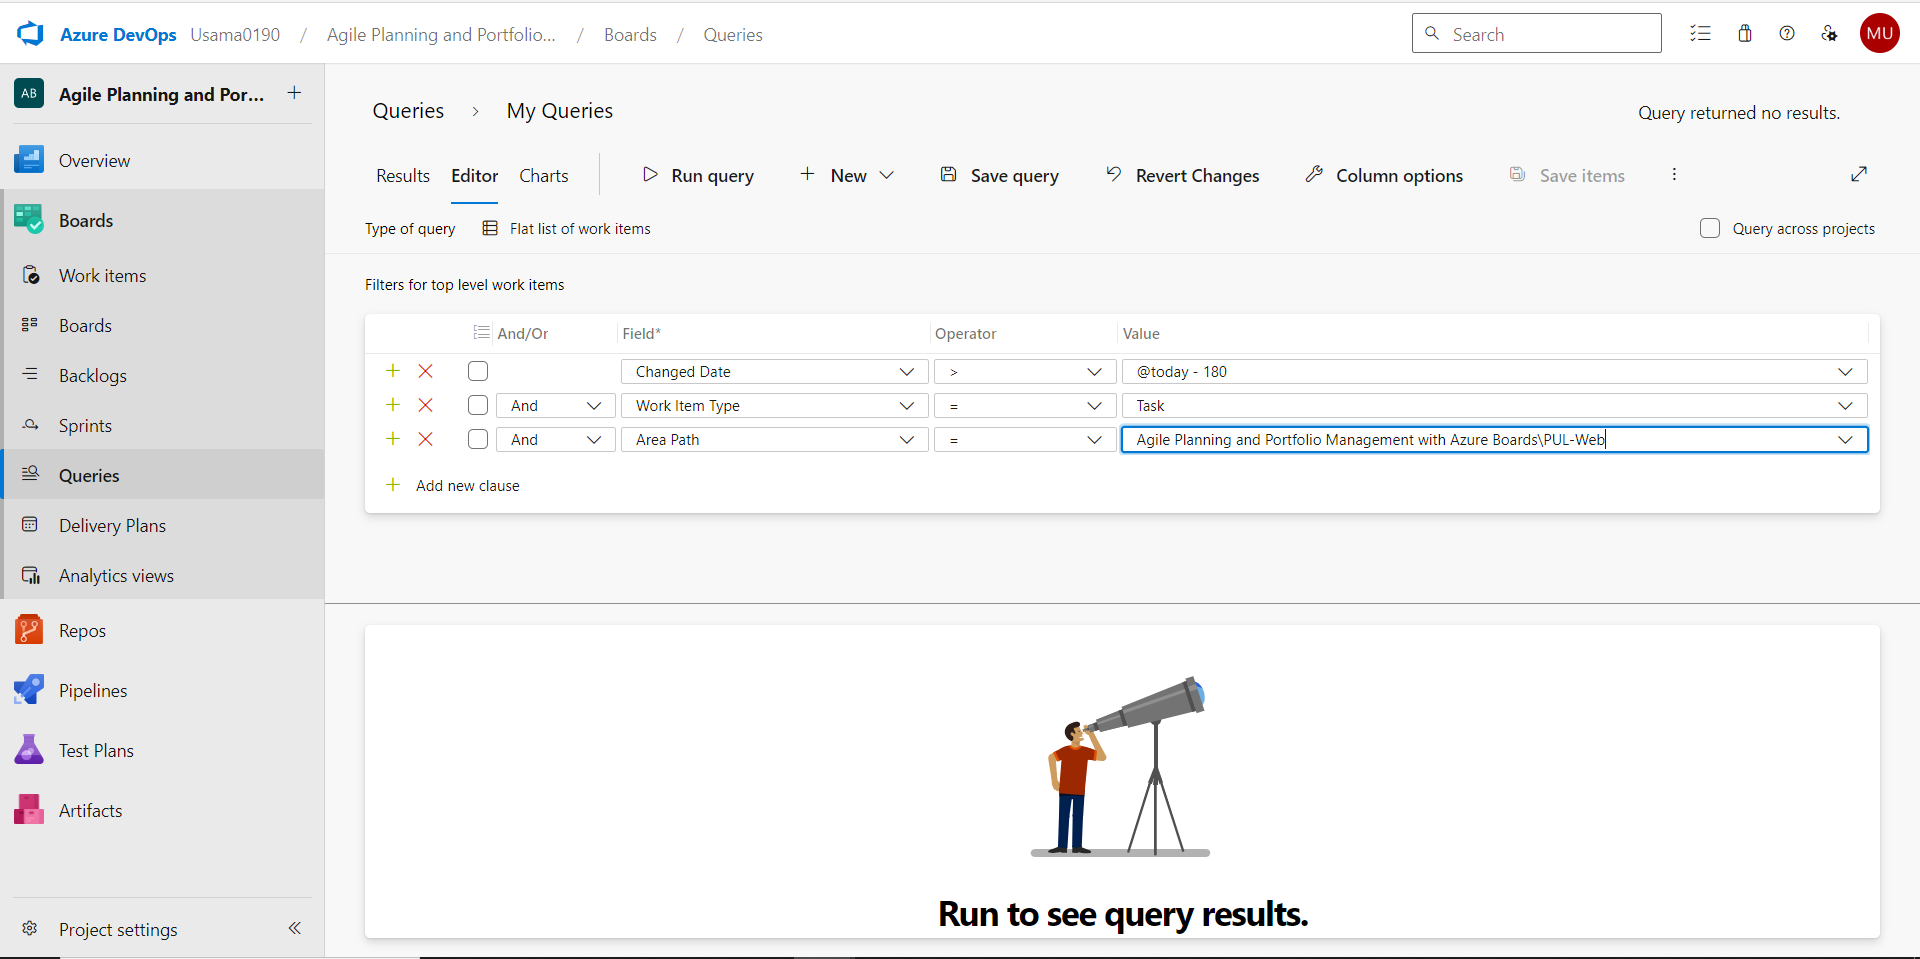 Azure DevOps Usama0190 / Agile Planning and Portfolio... / Boards / Queries
Search
MU
AB Agile Planning and Por...
Overview
Boards
Work items
Boards
Backlogs
Sprints
Queries
Delivery Plans
Analytics views
Repos
Pipelines
Test Plans
Artifacts
Project settings
Queries > My Queries
Query returned no results.
Results Editor Charts Run query New Save query Revert Changes Column options Save items
Type of query Flat list of work items Query across projects
Filters for top level work items
And/Or Field* Operator Value
Changed Date > @today - 180
And Work Item Type = Task
And Area Path = Agile Planning and Portfolio Management with Azure Boards\PUL-Web
Add new clause
Run to see query results.